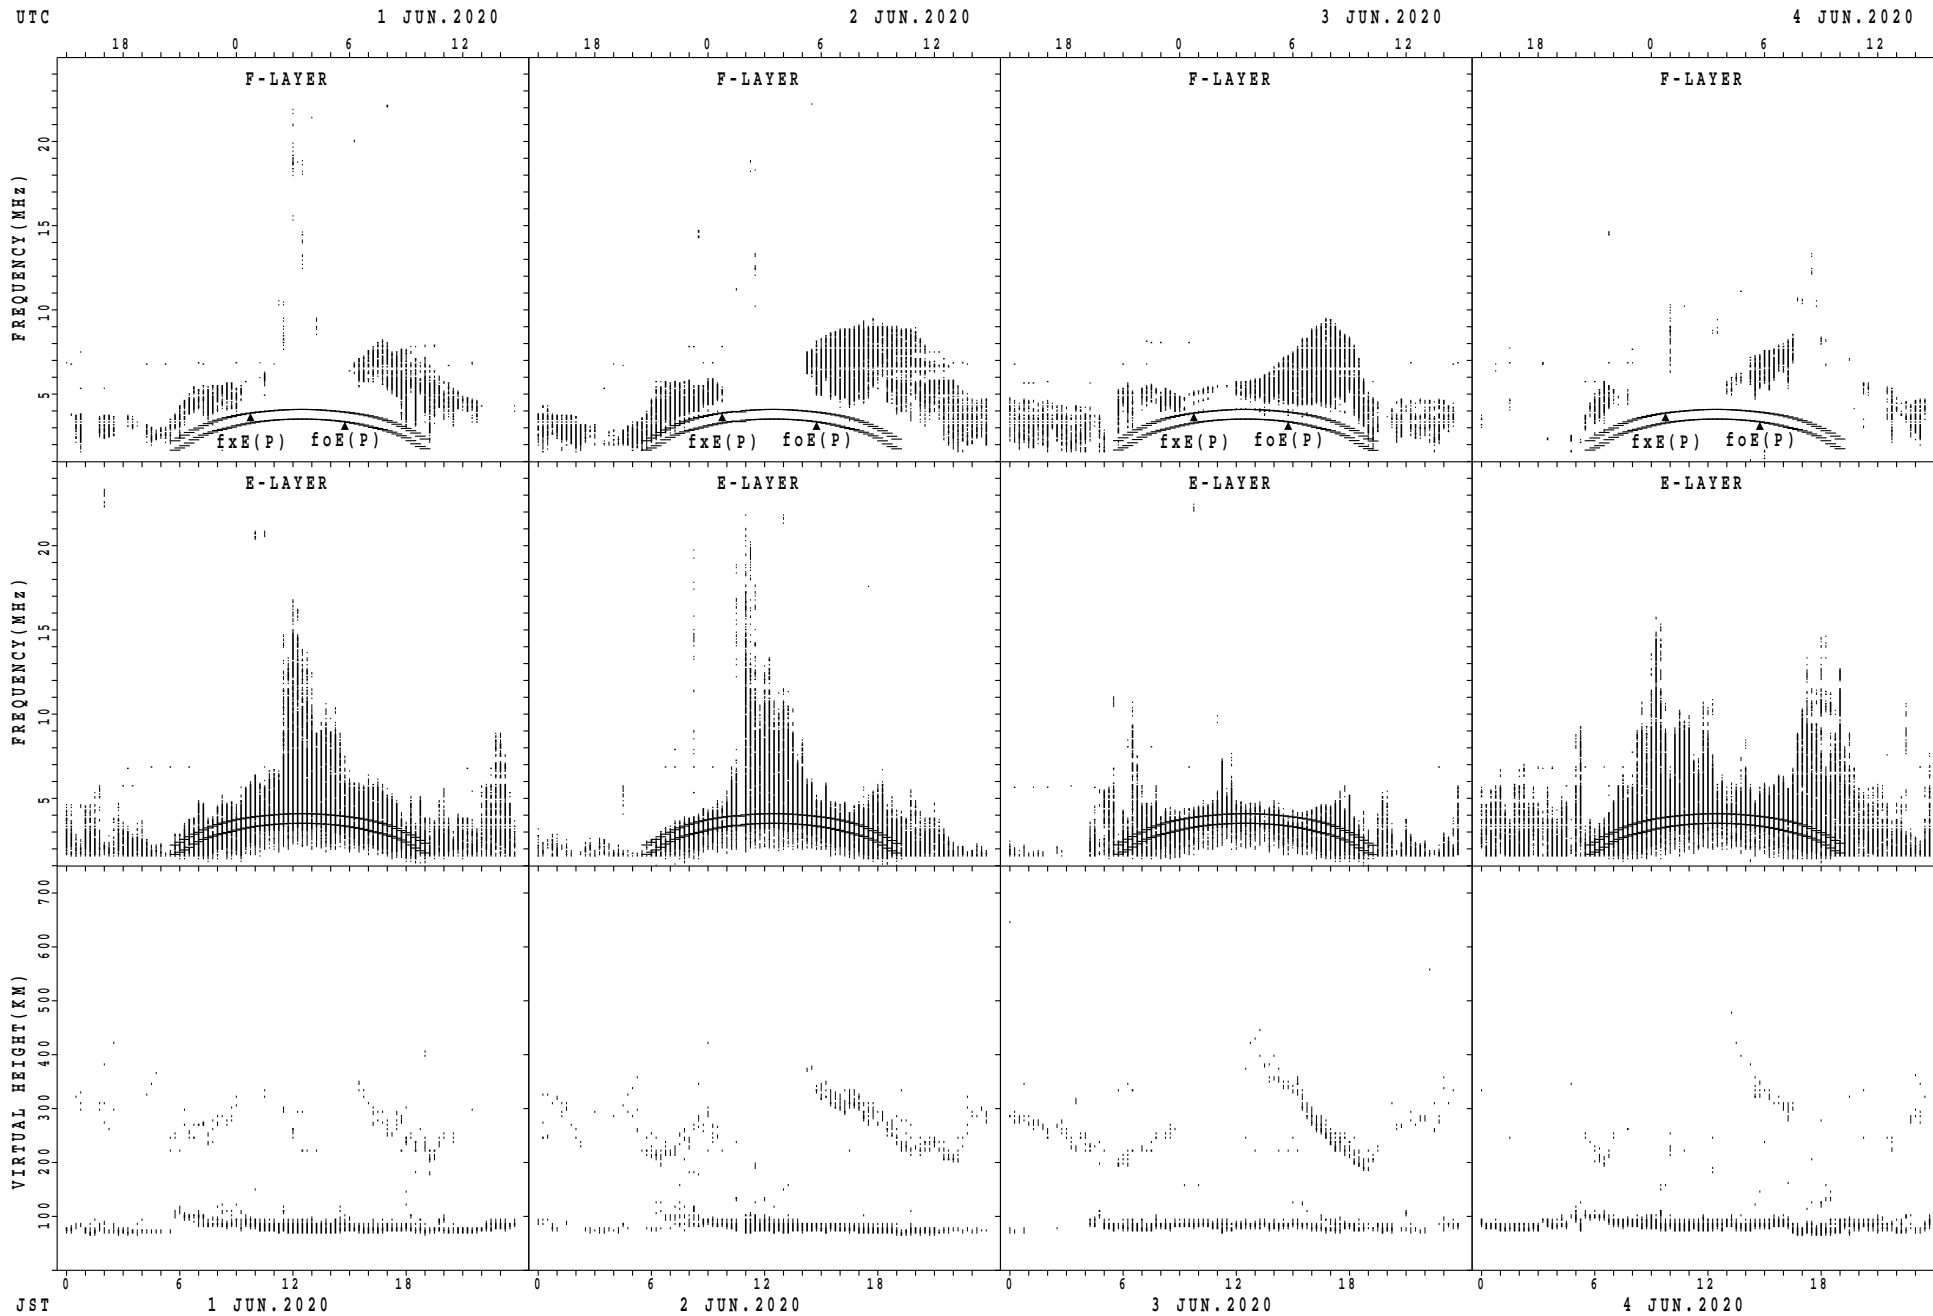 UTC 1 JUN.2020 2 JUN.2020 3 JUN.2020 4 JUN.2020
18 0 6 12 18 0 6 12 18 0 6 12 18 0 6 12
F-LAYER F-LAYER F-LAYER F-LAYER
FREQUENCY(MHz)
20
15
10
5
fxE(P) foE(P) fxE(P) foE(P) fxE(P) foE(P) fxE(P) foE(P)
E-LAYER E-LAYER E-LAYER E-LAYER
FREQUENCY(MHz)
20
15
10
5
VIRTUAL HEIGHT(KM)
700
600
500
400
300
200
100
0 6 12 18 0 6 12 18 0 6 12 18 0 6 12 18
JST 1 JUN.2020 2 JUN.2020 3 JUN.2020 4 JUN.2020